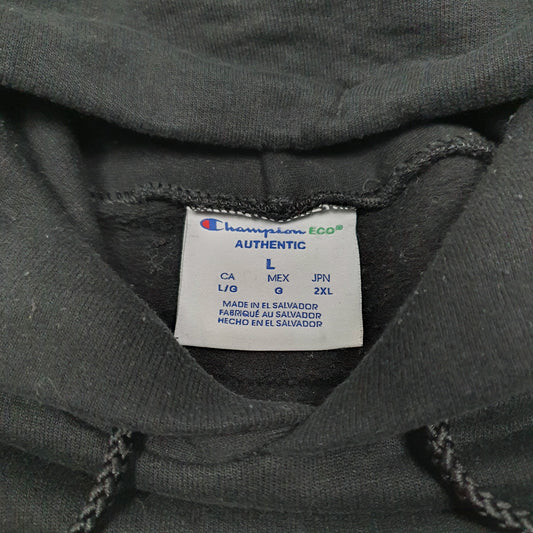 Champion ECO®
AUTHENTIC
L
CA MEX JPN
L/G G 2XL
MADE IN EL SALVADOR
FABRIQUÉ AU SALVADOR
HECHO EN EL SALVADOR